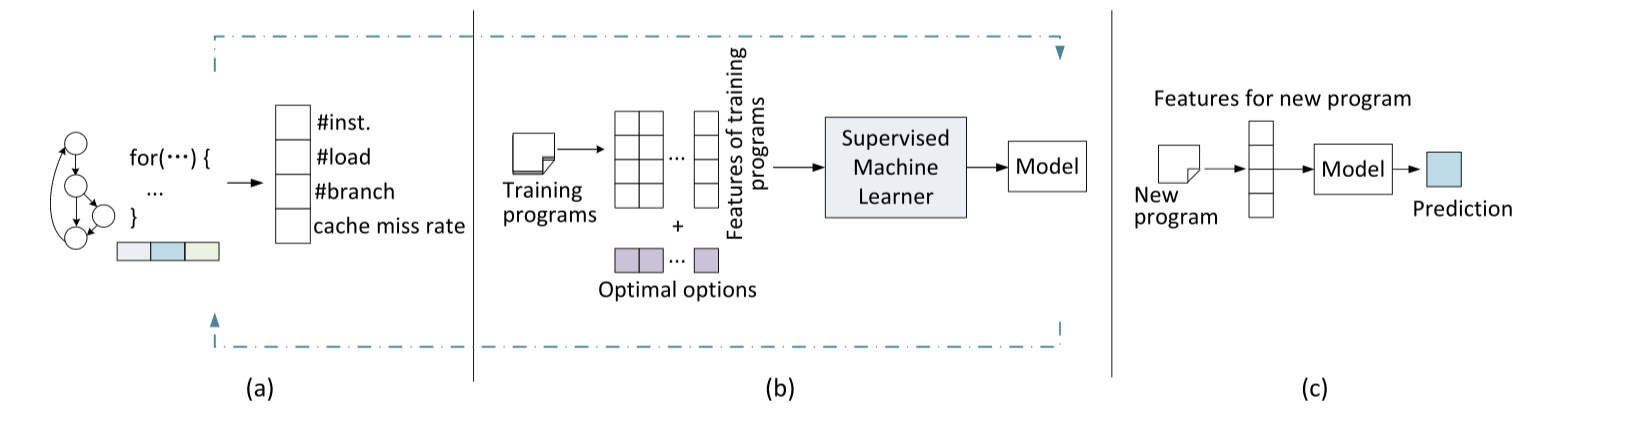 for(···) {
...
}
#inst.
#load
#branch
cache miss rate
(a)
Training
programs
...
Features of training
programs
+
...
Optimal options
Supervised
Machine
Learner
Model
(b)
Features for new program
New
program
Model
Prediction
(c)